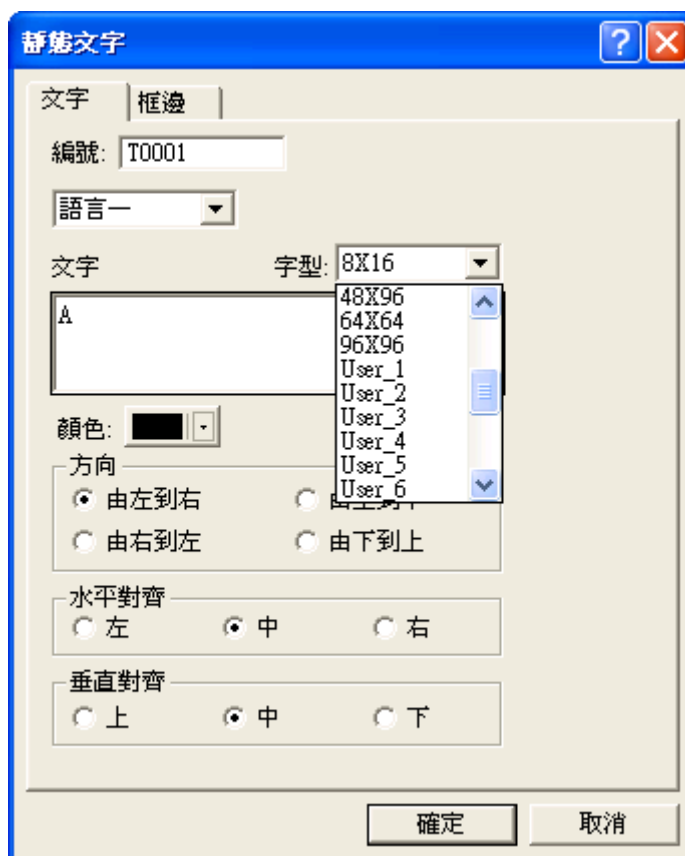 靜態文字
文字 框邊
編號: T0001
語言一
文字 字型: 8X16
A
48X96
64X64
96X96
User_1
User_2
User_3
User_4
User_5
User_6
顏色:
方向
由左到右
由右到左 由下到上
水平對齊
左 中 右
垂直對齊
上 中 下
確定 取消